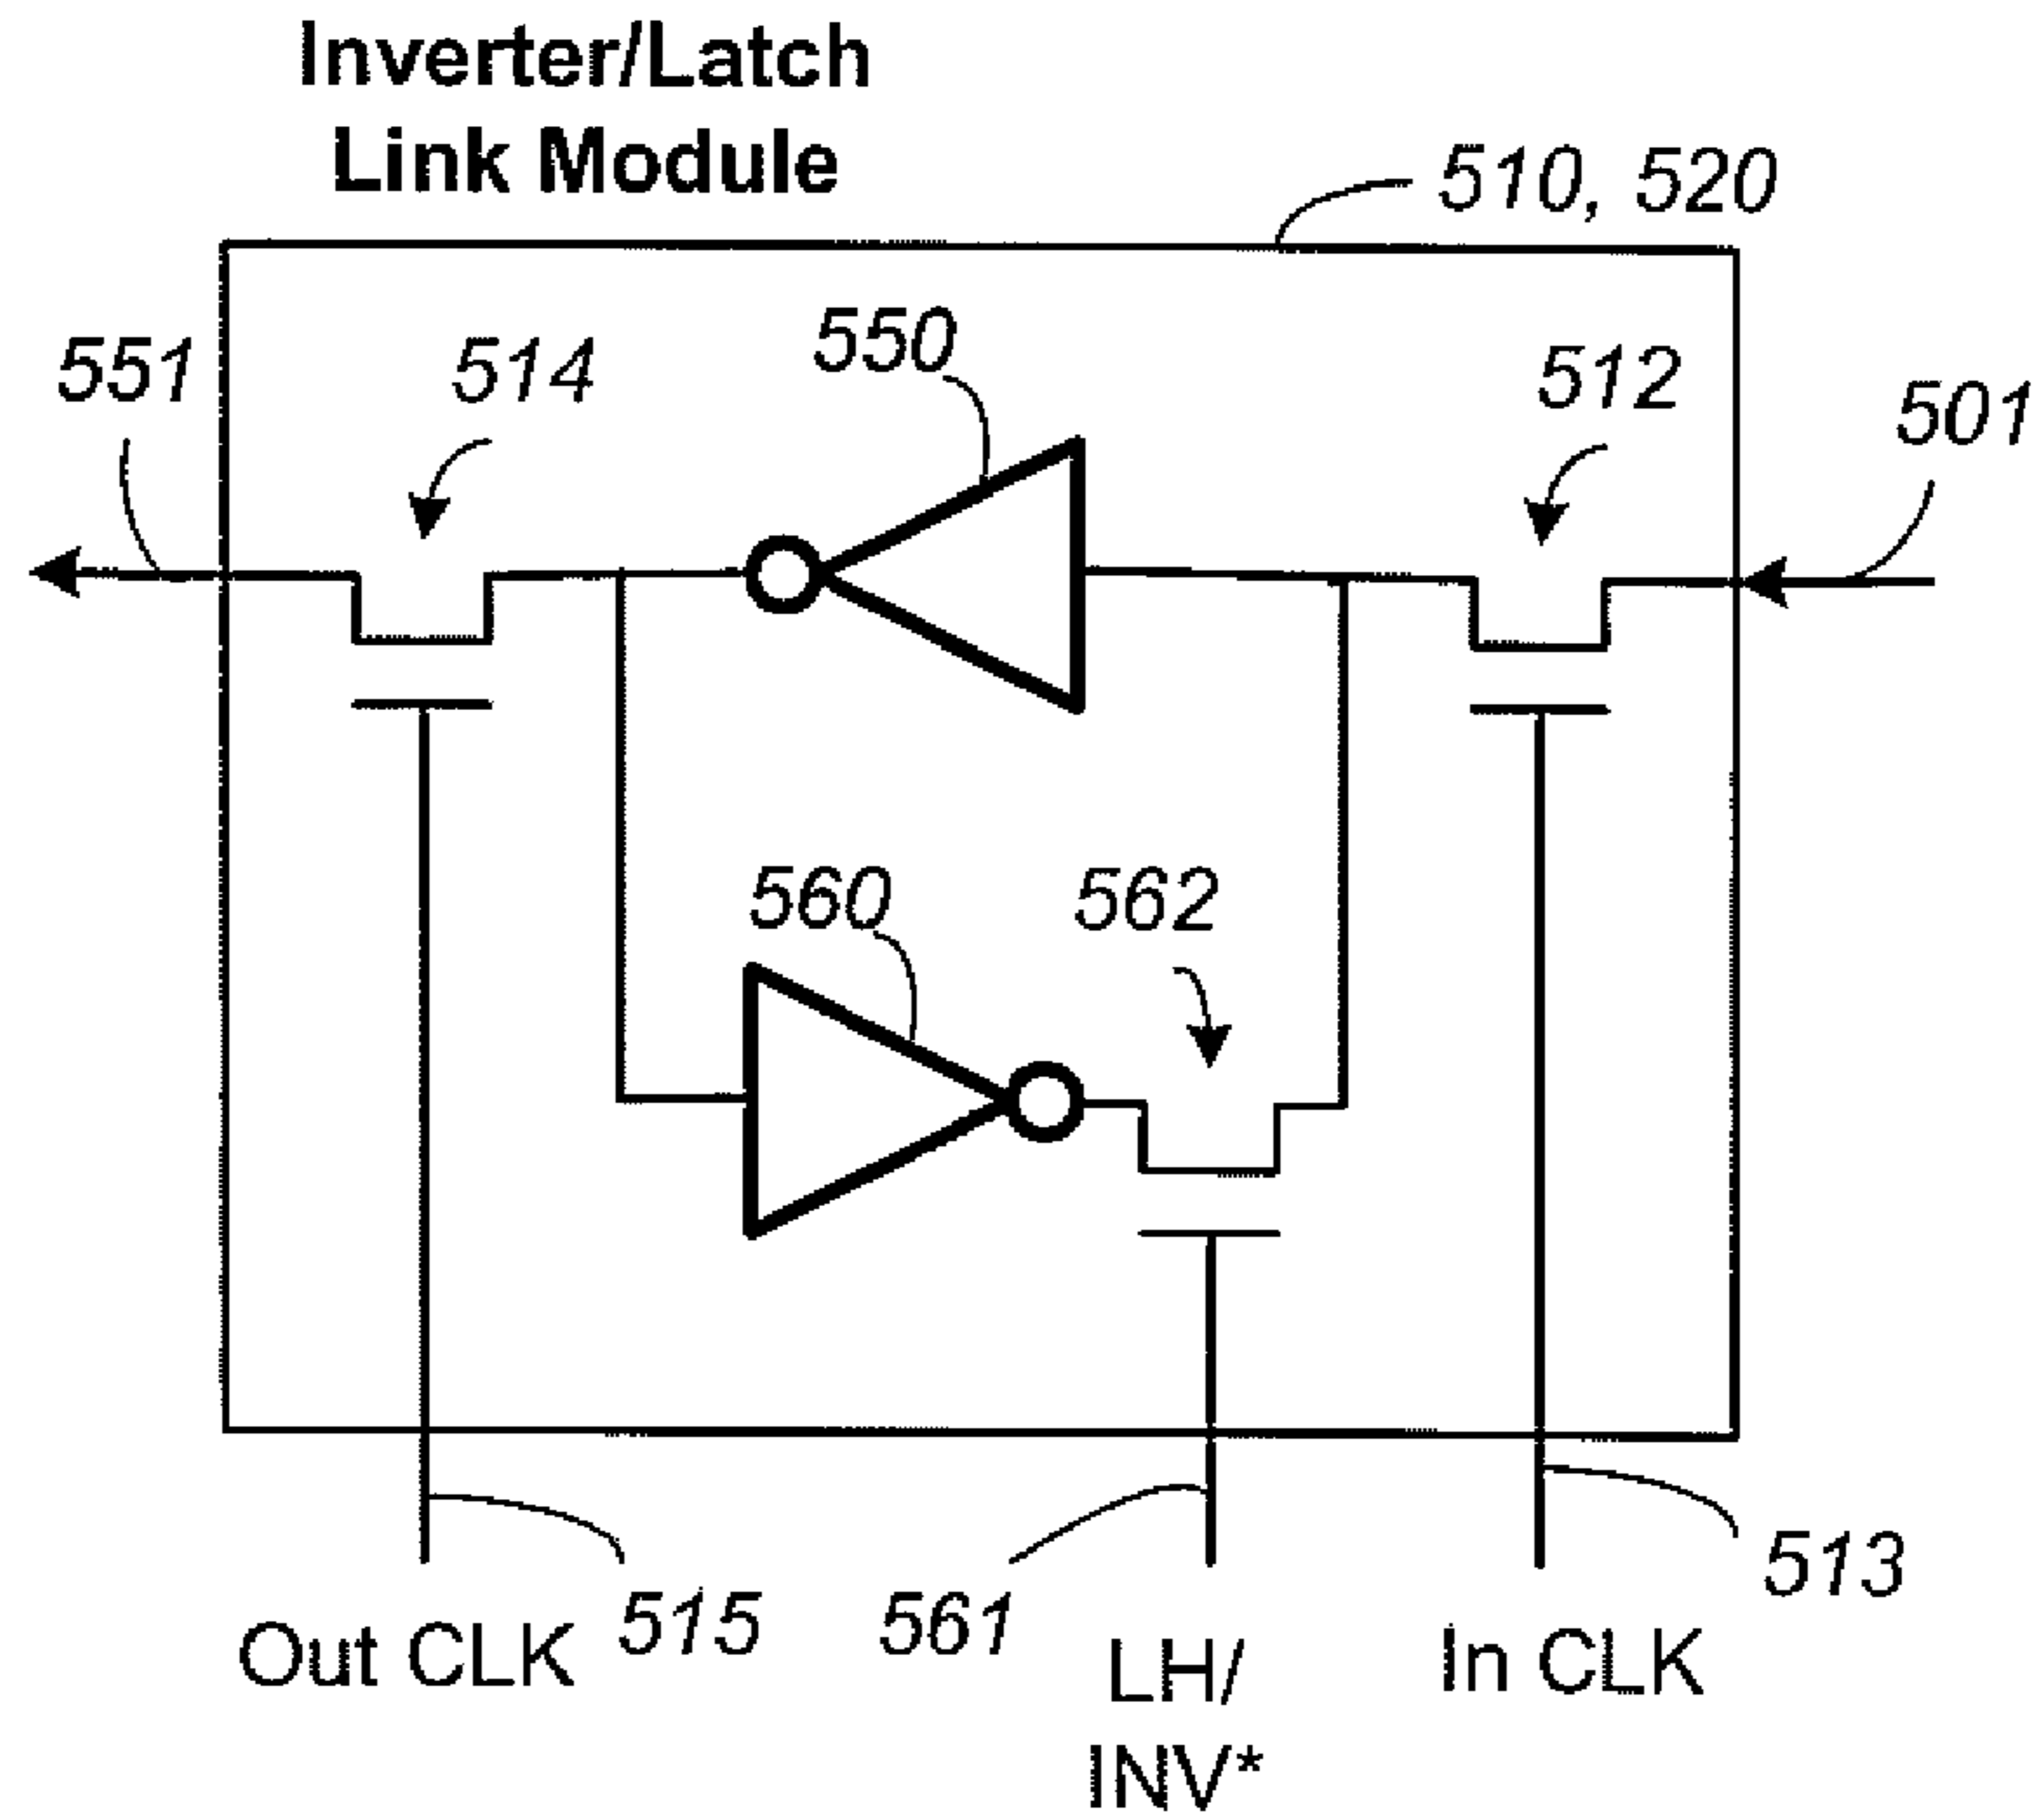 Inverter/Latch
Link Module
510, 520
551
514
550
512
501
560
562
515
561
513
Out CLK
LH/
INV*
In CLK